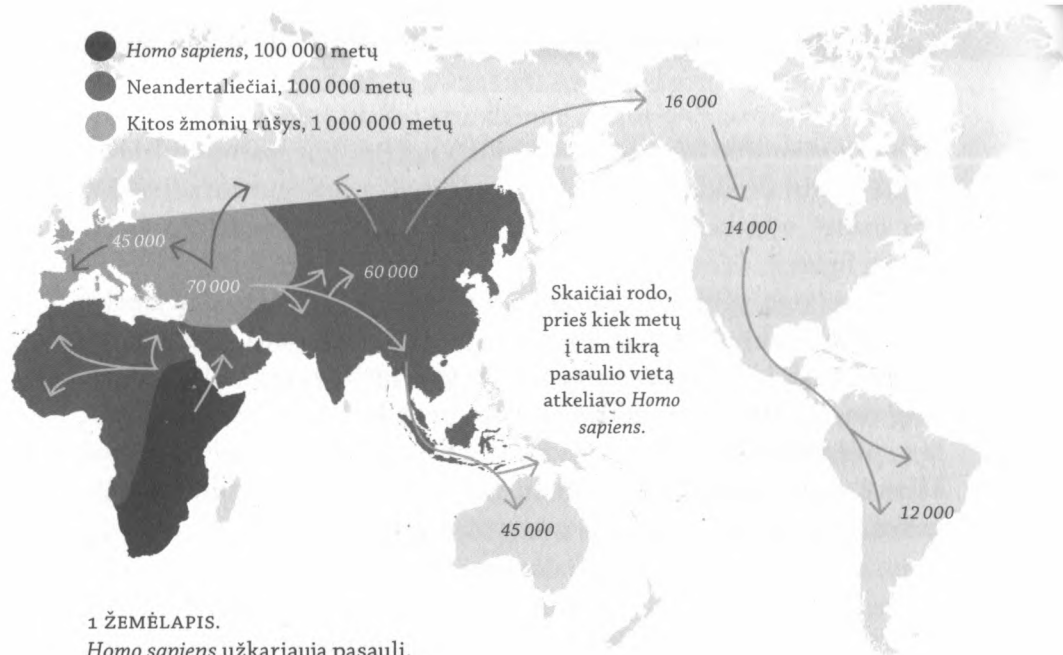 Homo sapiens, 100 000 metų
Neandertaliečiai, 100 000 metų
Kitos žmonių rūšys, 1 000 000 metų
16 000
14 000
45 000
70 000
60 000
Skaičiai rodo,
prieš kiek metų
į tam tikrą
pasaulio vietą
atkeliavo Homo
sapiens.
45 000
12 000
1 ŽEMĖLAPIS.
Homo sapiens užkariauja pasaulį.